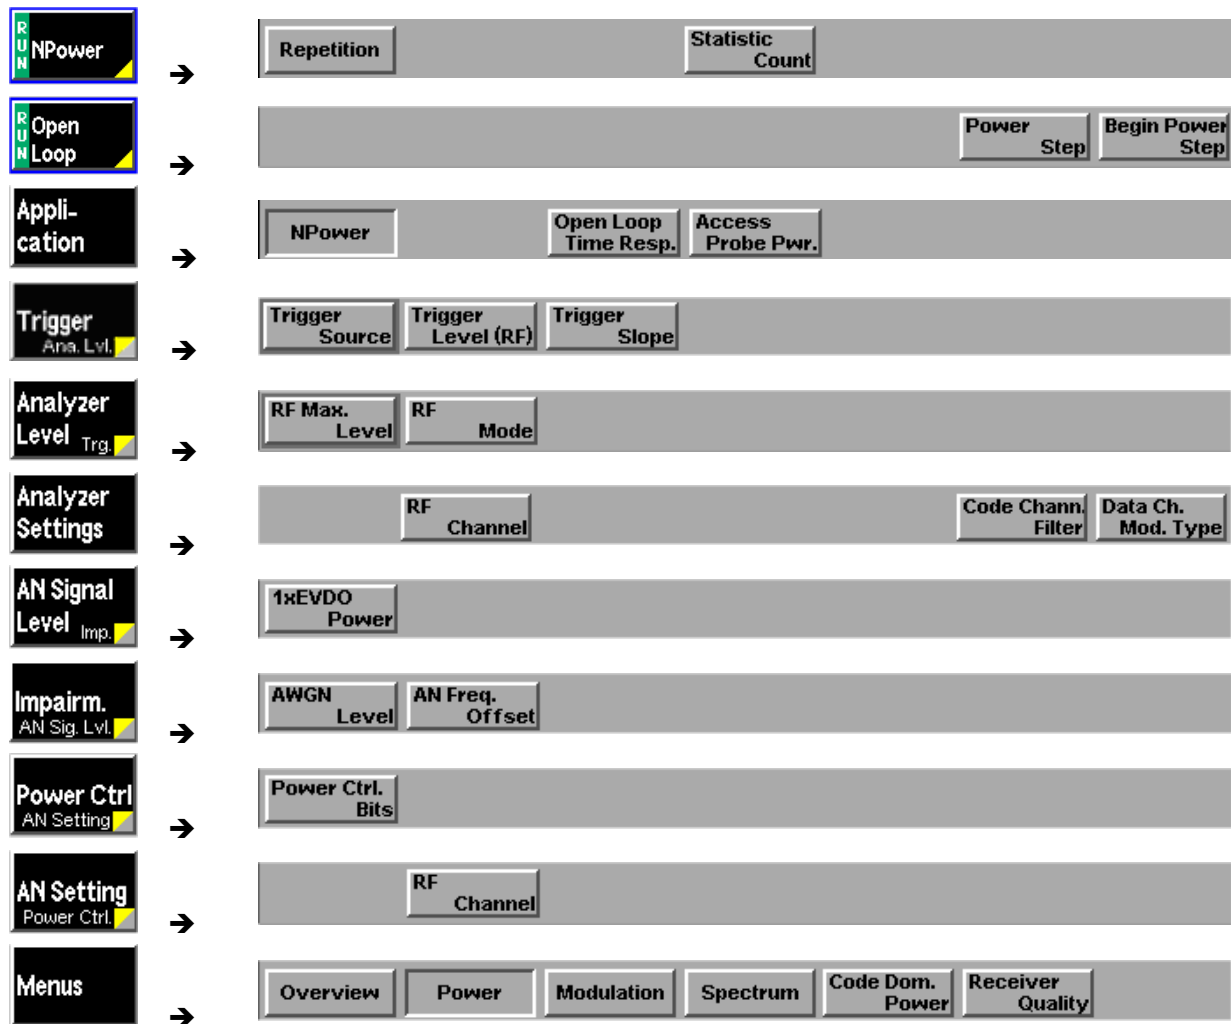 RUN NPower → Repetition Statistic Count
RUN Open Loop → Power Step Begin Power Step
Appli-cation → NPower Open Loop Time Resp. Access Probe Pwr.
Trigger Ana. Lvl. → Trigger Source Trigger Level (RF) Trigger Slope
Analyzer Level Trg. → RF Max. Level RF Mode
Analyzer Settings → RF Channel Code Chann. Filter Data Ch. Mod. Type
AN Signal Level Imp. → 1xEVDO Power
Impairm. AN Sig. Lvl. → AWGN Level AN Freq. Offset
Power Ctrl AN Setting → Power Ctrl. Bits
AN Setting Power Ctrl. → RF Channel
Menus → Overview Power Modulation Spectrum Code Dom. Power Receiver Quality